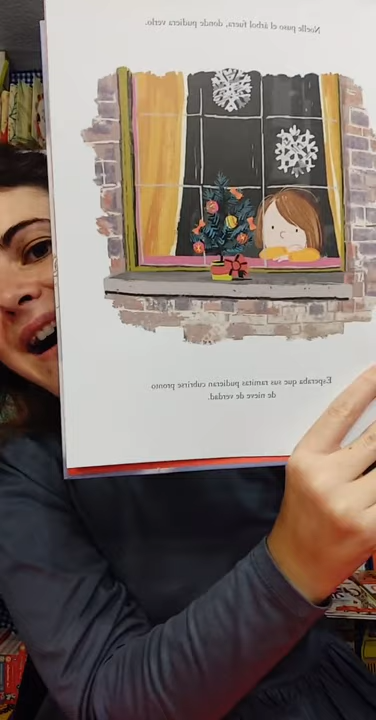 Noelle puso el árbol fuera, donde pudiera verlo.
Esperaba que sus ramitas pudieran cubrirse pronto
de nieve de verdad.